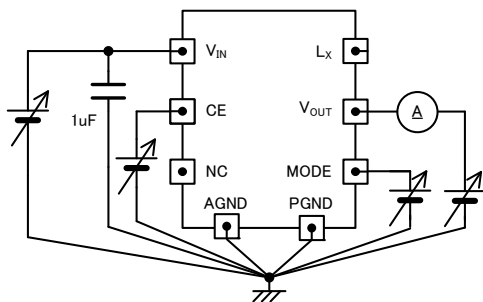 VIN
LX
1uF
CE
VOUT
A
NC
MODE
AGND
PGND